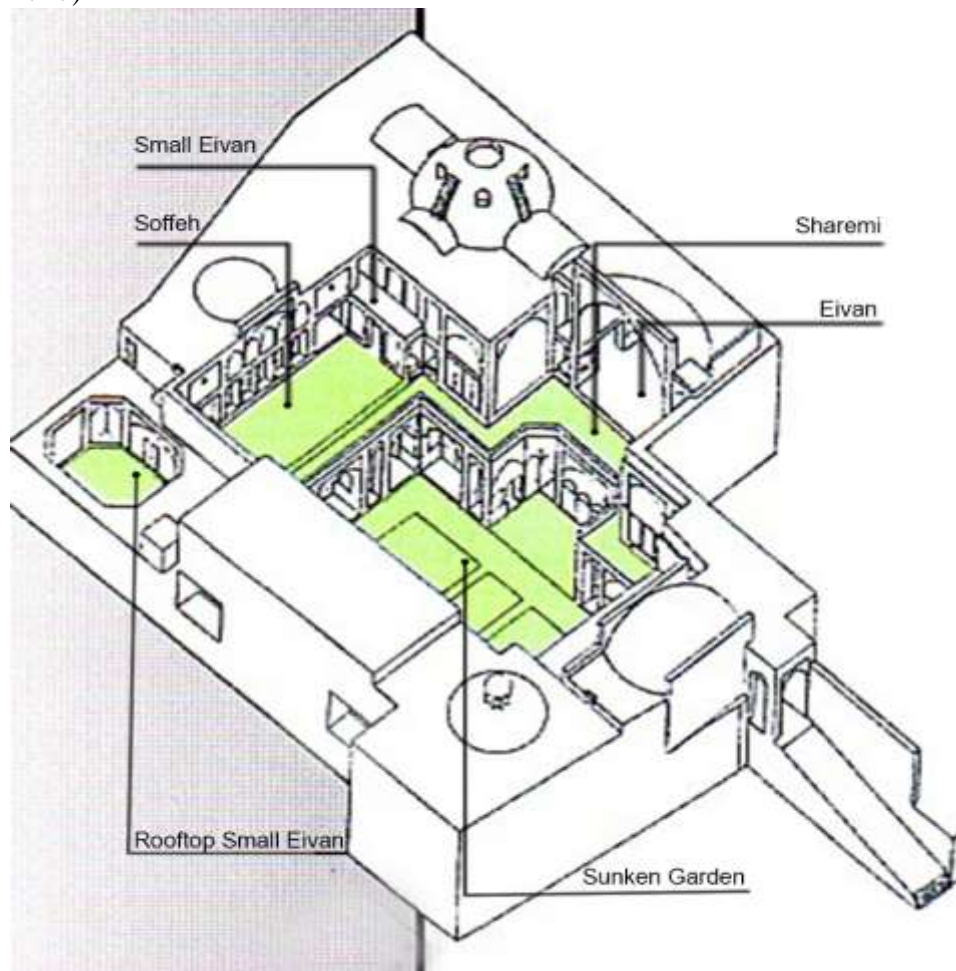 Small Eivan
Soffeh
Sharemi
Eivan
Rooftop Small Eivan
Sunken Garden